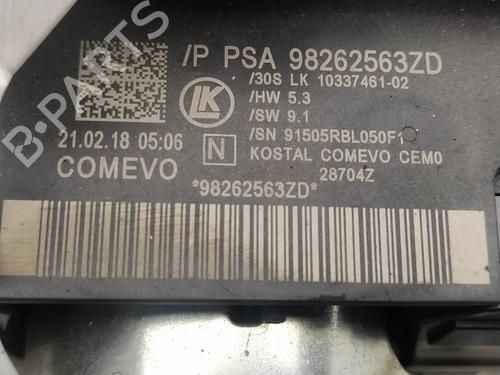 /P PSA 98262563ZD
/30S LK 10337461-02
/HW 5.3
/SW 9.1
/SN 91505RBL050F1
KOSTAL COMEVO CEM0
28704Z
LK
21.02.18 05:06
N
COMEVO
*98262563ZD*
B-PARTS